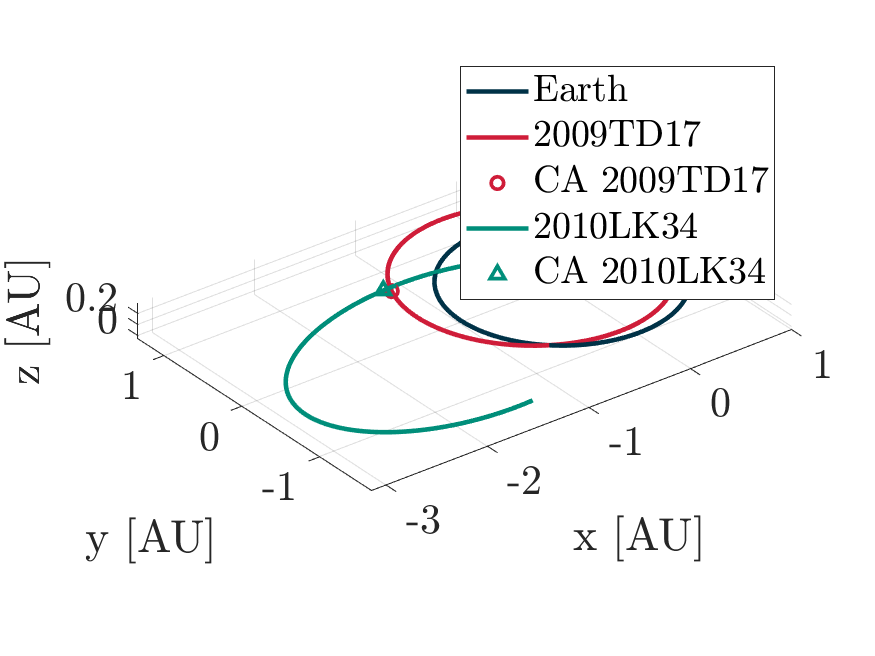 Earth
2009TD17
CA 2009TD17
2010LK34
CA 2010LK34
z [AU]
0.2
0
1
0
-1
y [AU]
-3
-2
-1
0
1
x [AU]